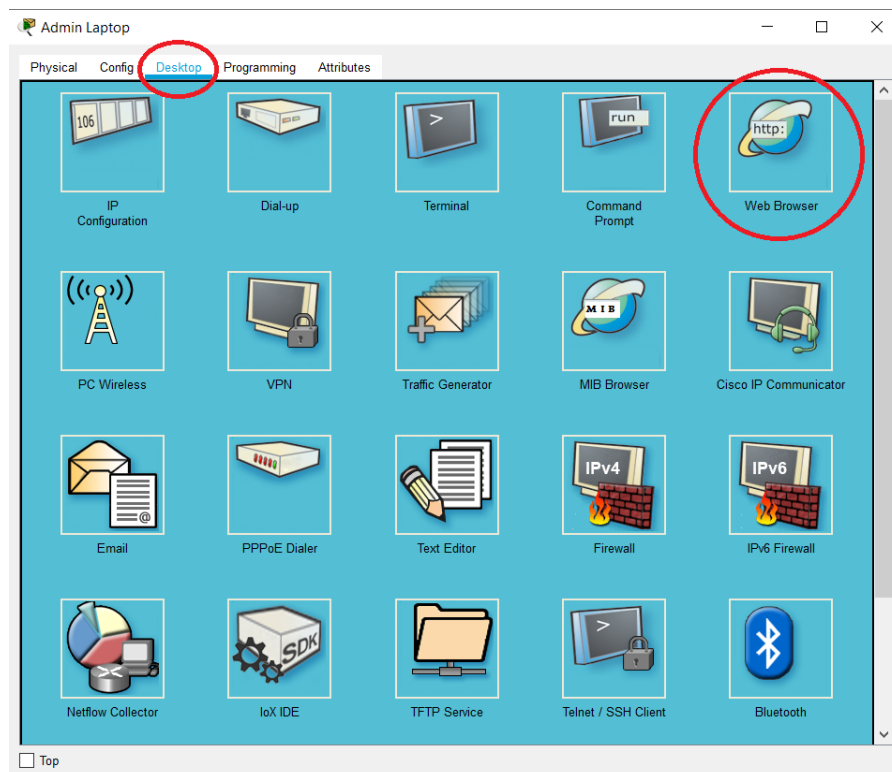 Admin Laptop
Physical Config Desktop Programming Attributes
106
>
run
http:
IP
Configuration
Dial-up
Terminal
Command
Prompt
Web Browser
MIB
PC Wireless
VPN
Traffic Generator
MIB Browser
Cisco IP Communicator
@
IPv4
IPv6
Email
PPPoE Dialer
Text Editor
Firewall
IPv6 Firewall
SDK
>
Netflow Collector
IoX IDE
TFTP Service
Telnet / SSH Client
Bluetooth
Top